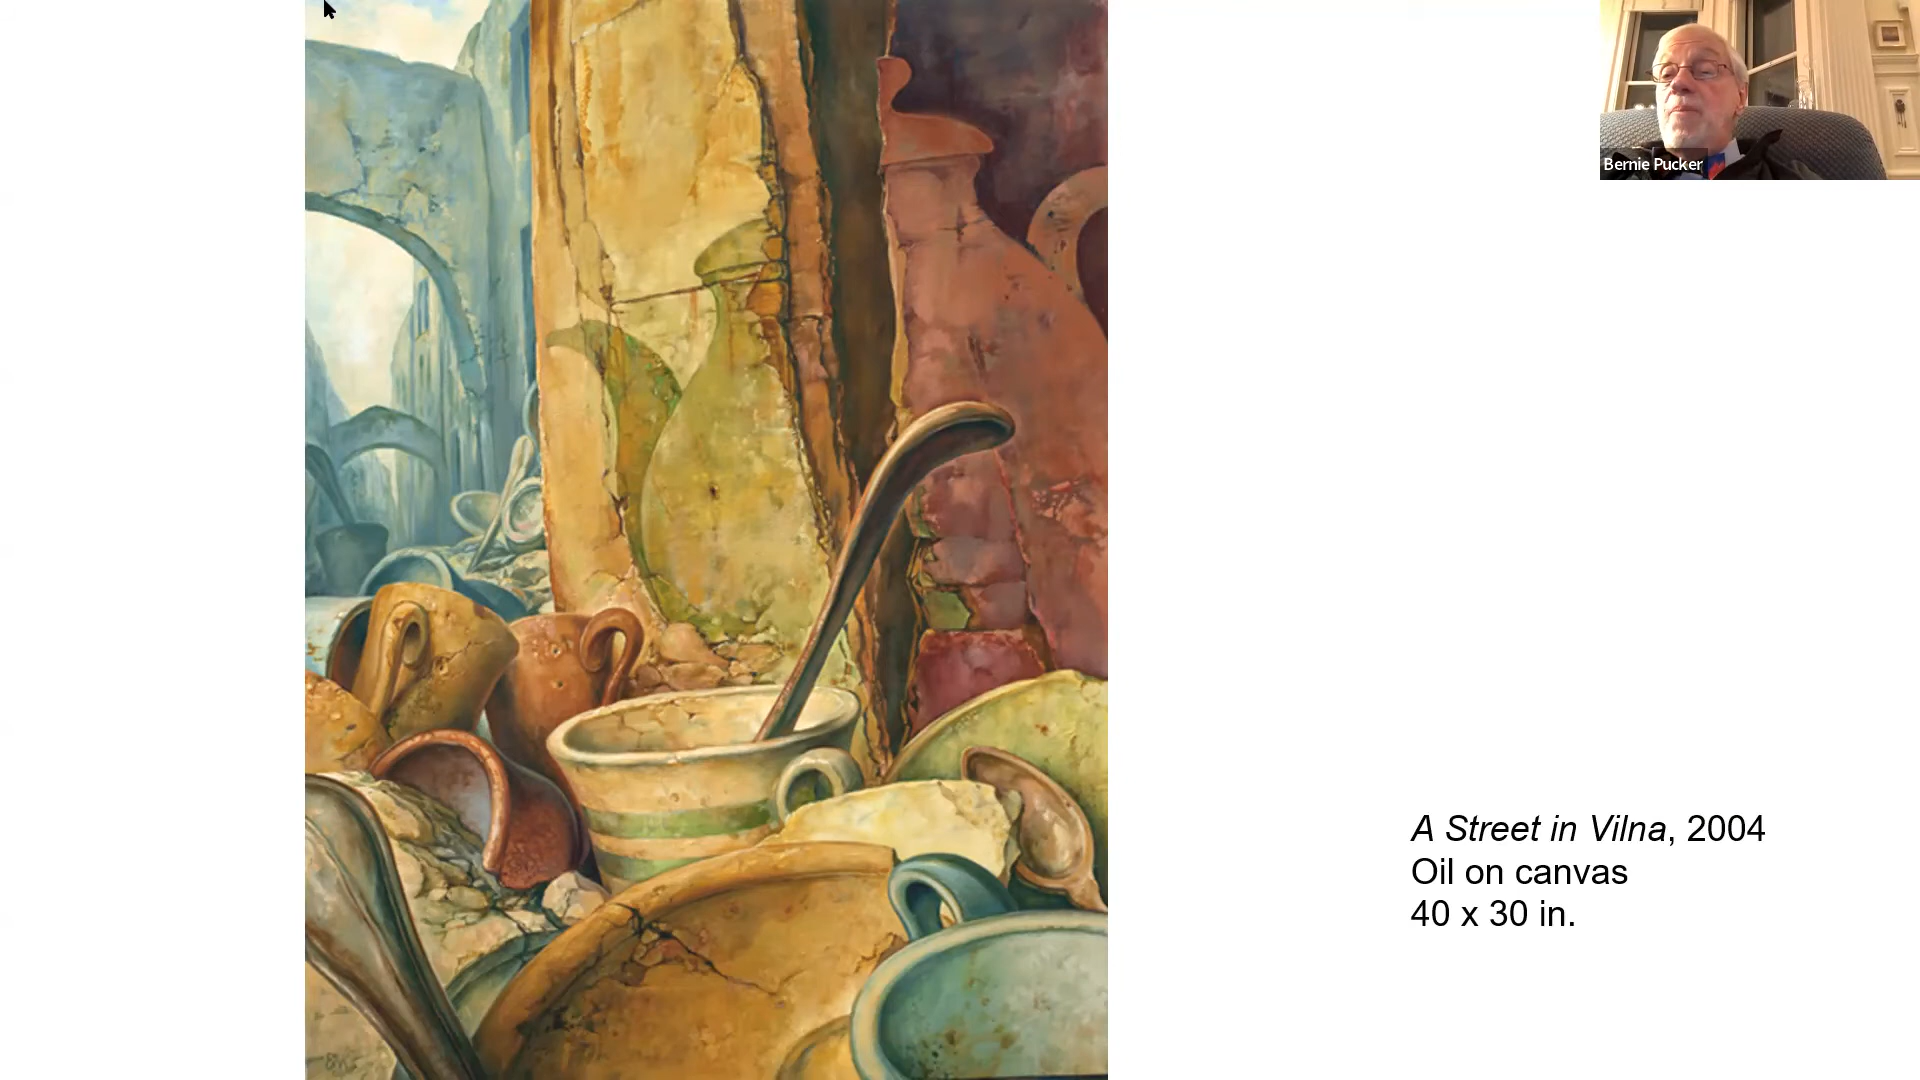 Bernie Pucker
A Street in Vilna, 2004
Oil on canvas
40 x 30 in.